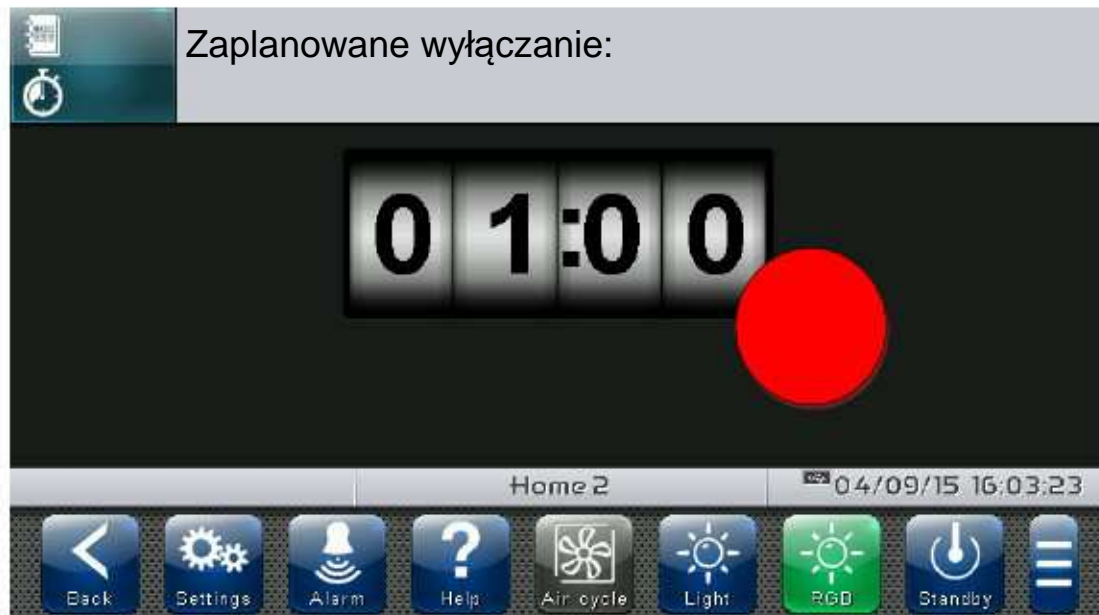 Zaplanowane wyłączanie:
01:00
Home 2
04/09/15 16:03:23
Back Settings Alarm Help Air cycle Light RGB Standby